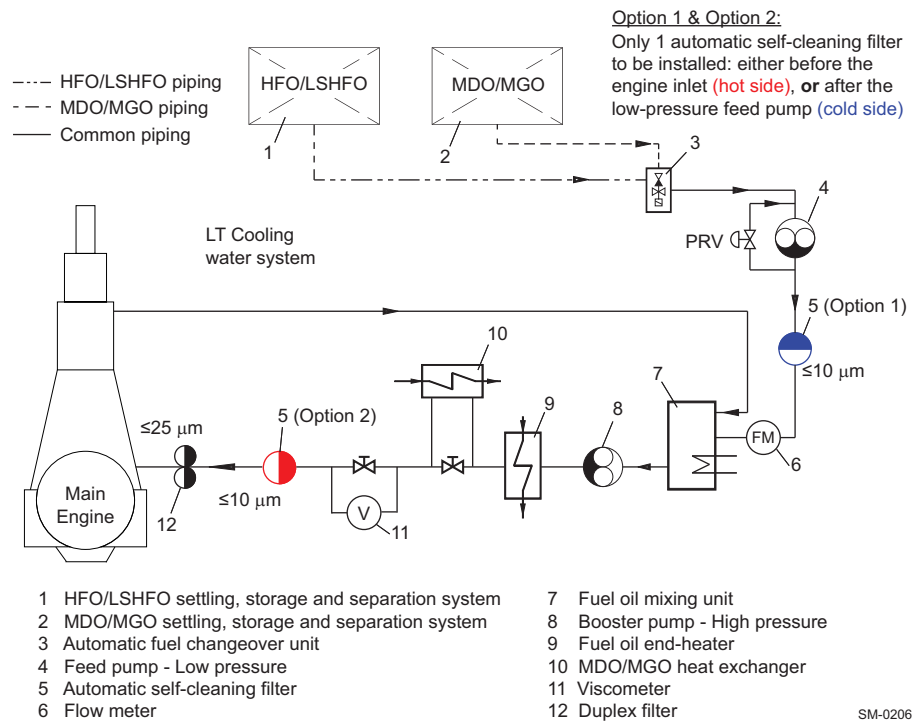 Option 1 & Option 2:
Only 1 automatic self-cleaning filter
to be installed: either before the
engine inlet (hot side), or after the
low-pressure feed pump (cold side)
HFO/LSHFO piping
MDO/MGO piping
Common piping
HFO/LSHFO
MDO/MGO
1
2
3
4
PRV
LT Cooling
water system
5 (Option 1)
≤10 μm
10
7
9
8
FM
6
5 (Option 2)
≤25 μm
≤10 μm
V
11
12
Main
Engine
1 HFO/LSHFO settling, storage and separation system
2 MDO/MGO settling, storage and separation system
3 Automatic fuel changeover unit
4 Feed pump - Low pressure
5 Automatic self-cleaning filter
6 Flow meter
7 Fuel oil mixing unit
8 Booster pump - High pressure
9 Fuel oil end-heater
10 MDO/MGO heat exchanger
11 Viscometer
12 Duplex filter
SM-0206